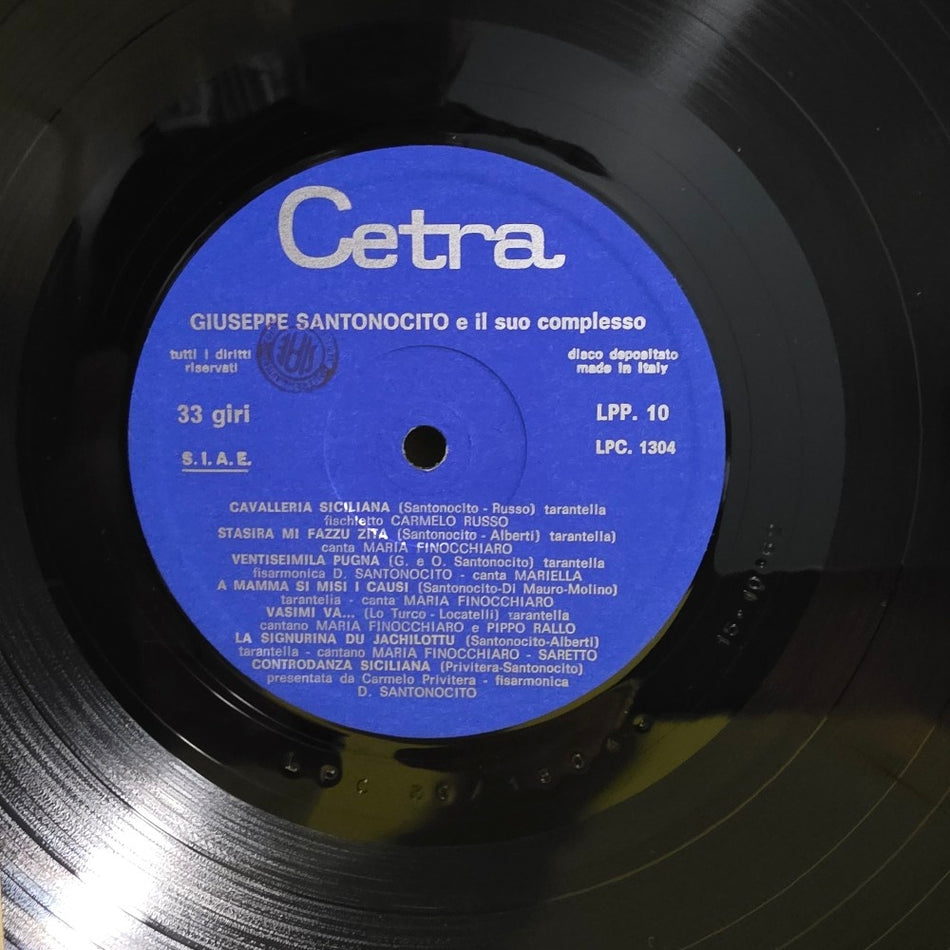 Cetra
GIUSEPPE SANTONOCITO e il suo complesso
tutti i diritti
riservati
disco depositato
made in Italy
33 giri
LPP. 10
S.I.A.E.
LPC. 1304
CAVALLERIA SICILIANA (Santonocito - Russo) tarantella
fischietto CARMELO RUSSO
STASIRA MI FAZZU ZITA (Santonocito - Alberti) tarantella)
canta MARIA FINOCCHIARO
VENTISEIMILA PUGNA (G. e O. Santonocito) tarantella
fisarmonica D. SANTONOCITO - canta MARIELLA
A MAMMA SI MISI I CAUSI (Santonocito-Di Mauro-Molino)
tarantella - canta MARIA FINOCCHIARO
VASIMI VA... (Lo Turco - Locatelli) tarantella
cantano MARIA FINOCCHIARO e PIPPO RALLO
LA SIGNURINA DU JACHILOTTU (Santonocito-Alberti)
tarantella - cantano MARIA FINOCCHIARO - SARETTO
CONTRODANZA SICILIANA (Privitera-Santonocito)
presentata da Carmelo Privitera - fisarmonica
D. SANTONOCITO